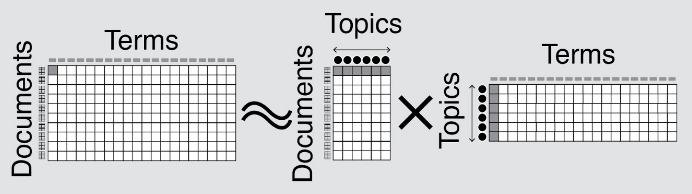 Terms
Documents
≈
Topics
Documents
×
Terms
Topics